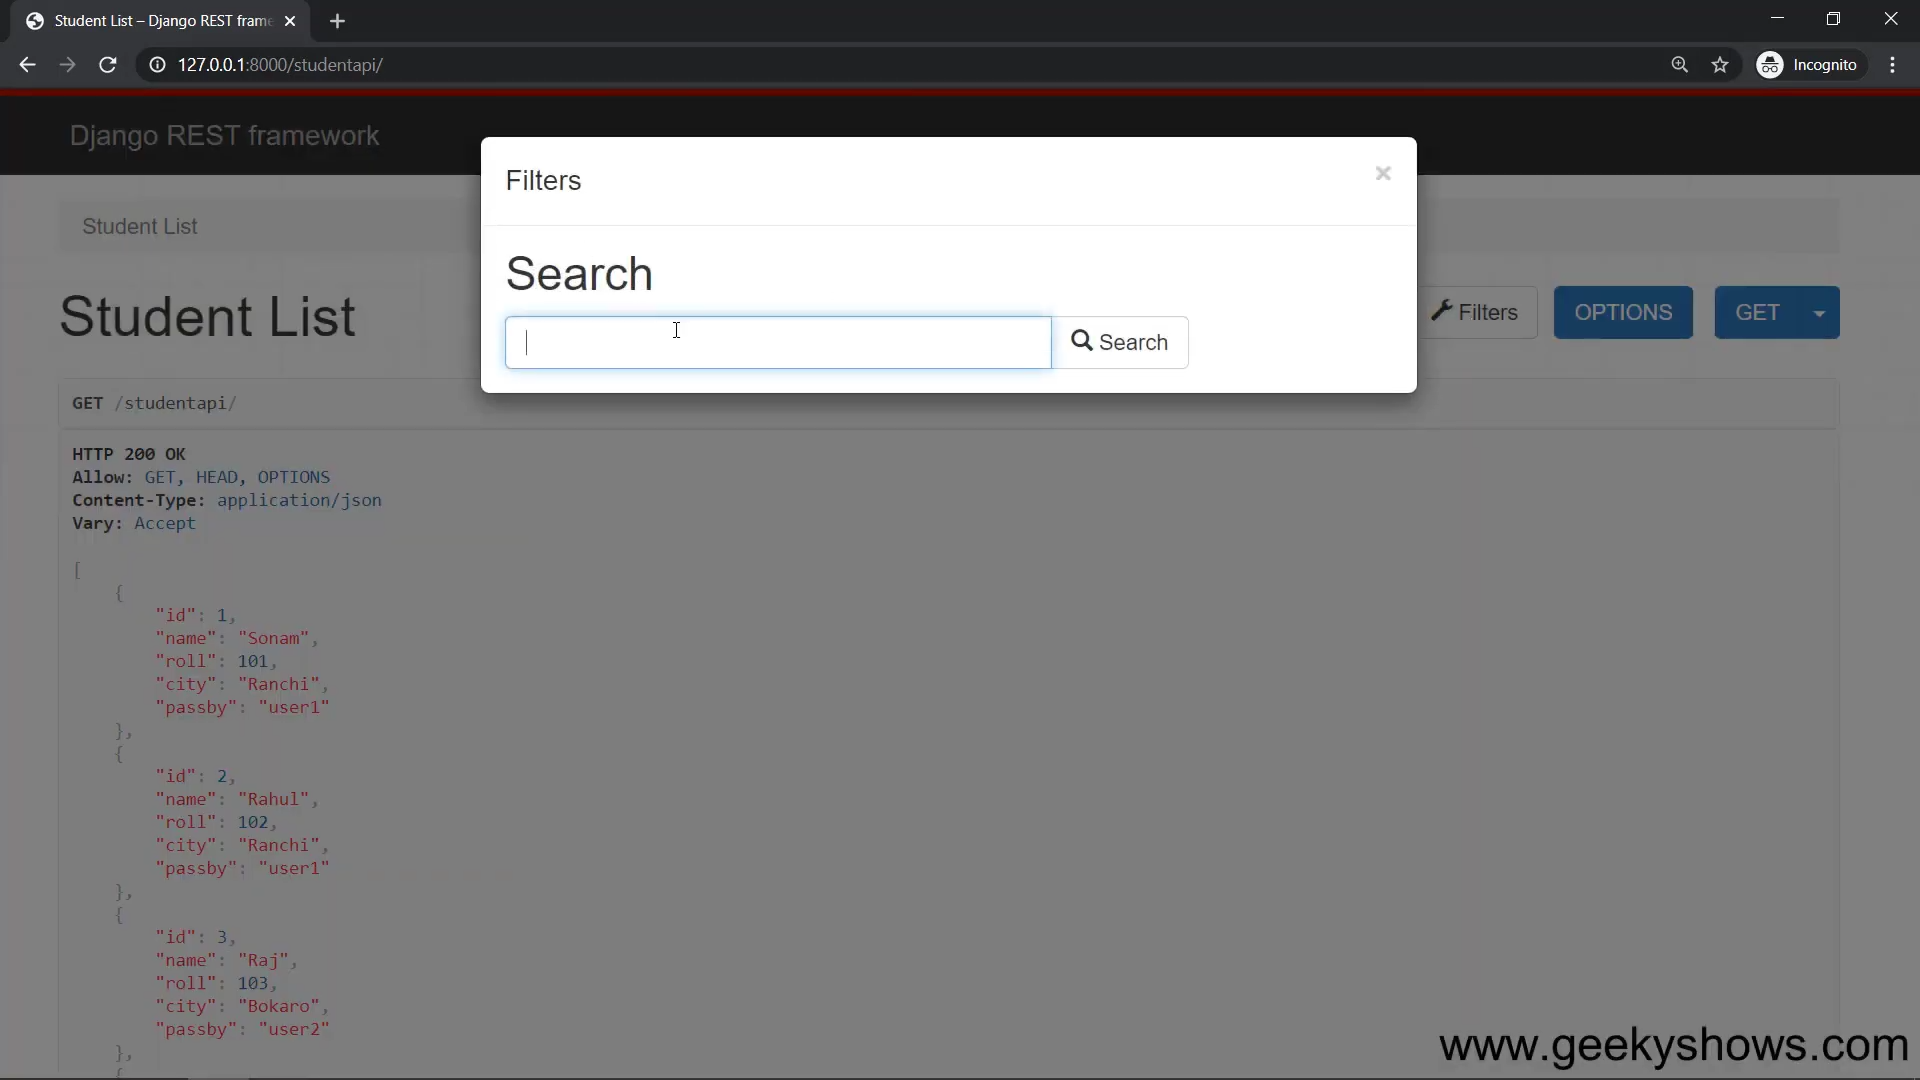 Student List – Django REST frame
127.0.0.1:8000/studentapi/
Incognito
Django REST framework
Filters
×
Student List
Search
Search
Student List
Filters
OPTIONS
GET
GET /studentapi/
HTTP 200 OK
Allow: GET, HEAD, OPTIONS
Content-Type: application/json
Vary: Accept
[
{
"id": 1,
"name": "Sonam",
"roll": 101,
"city": "Ranchi",
"passby": "user1"
},
{
"id": 2,
"name": "Rahul",
"roll": 102,
"city": "Ranchi",
"passby": "user1"
},
{
"id": 3,
"name": "Raj",
"roll": 103,
"city": "Bokaro",
"passby": "user2"
},
{
www.geekyshows.com